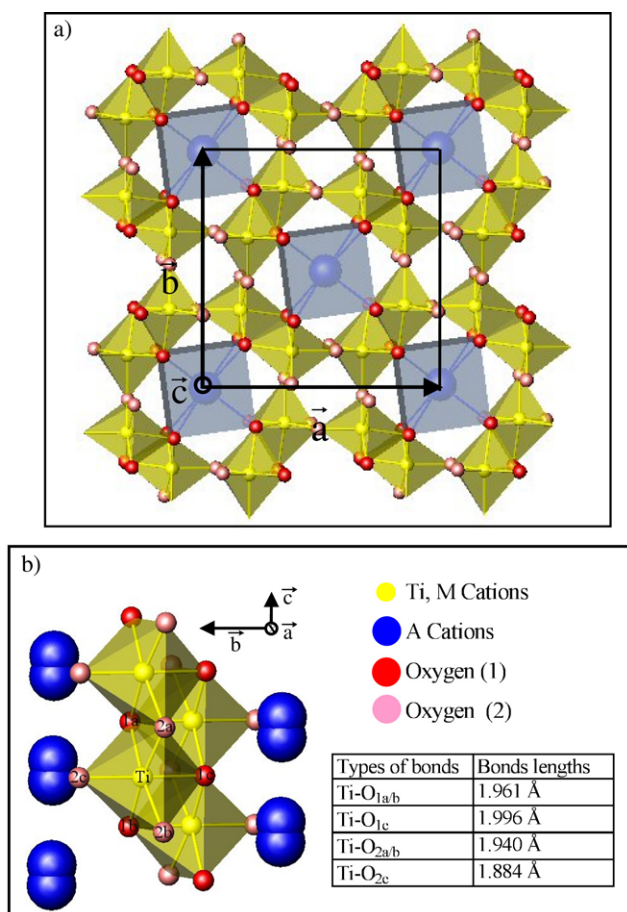 a)
b
c
a
b)
c
b
a
Ti, M Cations
A Cations
Oxygen (1)
Oxygen (2)
1a
2a
2c
Ti
1c
1b
2b
Types of bonds Bonds lengths
Ti-O1a/b 1.961 Å
Ti-O1c 1.996 Å
Ti-O2a/b 1.940 Å
Ti-O2c 1.884 Å